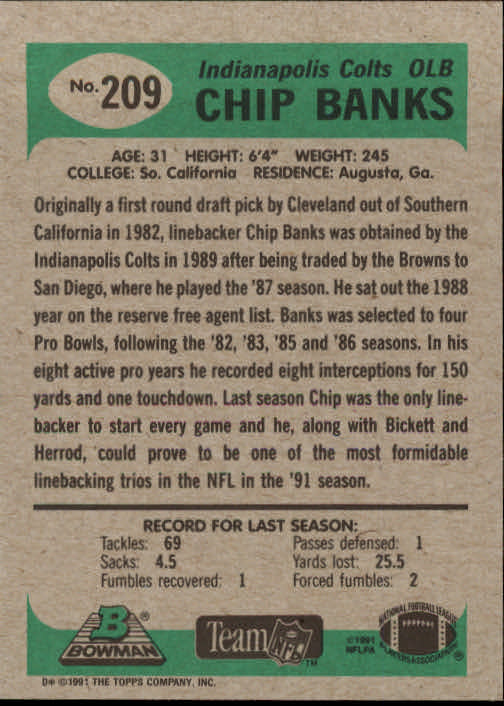 No. 209
Indianapolis Colts OLB
CHIP BANKS
AGE: 31 HEIGHT: 6'4" WEIGHT: 245
COLLEGE: So. California RESIDENCE: Augusta, Ga.
Originally a first round draft pick by Cleveland out of Southern
California in 1982, linebacker Chip Banks was obtained by the
Indianapolis Colts in 1989 after being traded by the Browns to
San Diego, where he played the '87 season. He sat out the 1988
year on the reserve free agent list. Banks was selected to four
Pro Bowls, following the '82, '83, '85 and '86 seasons. In his
eight active pro years he recorded eight interceptions for 150
yards and one touchdown. Last season Chip was the only line-
backer to start every game and he, along with Bickett and
Herrod, could prove to be one of the most formidable
linebacking trios in the NFL in the '91 season.
RECORD FOR LAST SEASON:
Tackles: 69 Passes defensed: 1
Sacks: 4.5 Yards lost: 25.5
Fumbles recovered: 1 Forced fumbles: 2
B ®
BOWMAN
Team NFL ™
©1991
NFLPA
NATIONAL FOOTBALL LEAGUE
PLAYERS ASSOCIATION ®
D* ©1991 THE TOPPS COMPANY, INC.